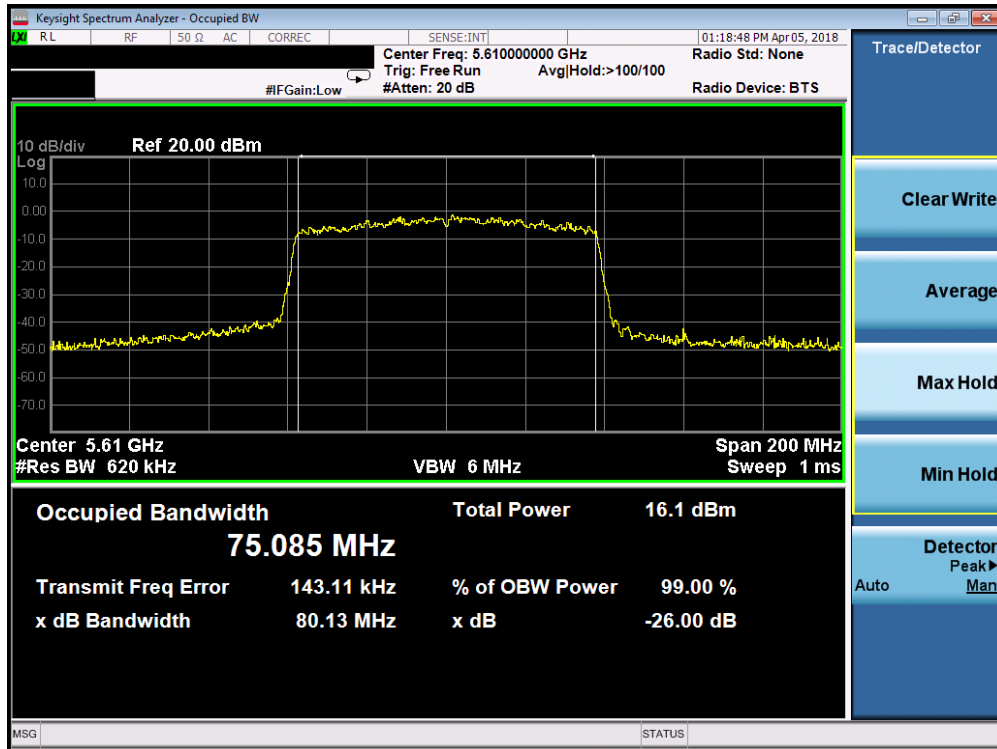 Keysight Spectrum Analyzer - Occupied BW
LXI RL RF 50 Ω AC CORREC SENSE:INT 01:18:48 PM Apr 05, 2018
Center Freq: 5.610000000 GHz Radio Std: None
Trig: Free Run Avg|Hold:>100/100
#IFGain:Low #Atten: 20 dB Radio Device: BTS
Trace/Detector
10 dB/div Ref 20.00 dBm
Log
10.0
0.00
-10.0
-20.0
-30.0
-40.0
-50.0
-60.0
-70.0
Center 5.61 GHz Span 200 MHz
#Res BW 620 kHz VBW 6 MHz Sweep 1 ms
Occupied Bandwidth Total Power 16.1 dBm
75.085 MHz
Transmit Freq Error 143.11 kHz % of OBW Power 99.00 %
x dB Bandwidth 80.13 MHz x dB -26.00 dB
Clear Write
Average
Max Hold
Min Hold
Detector
Peak▶
Auto Man
MSG STATUS